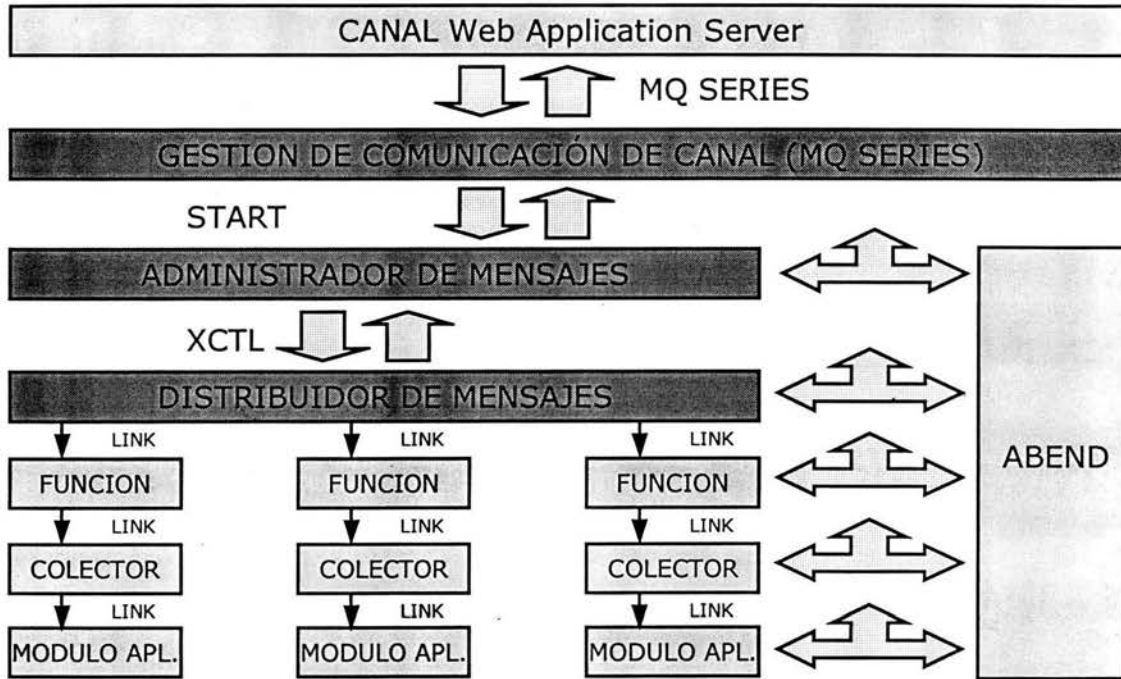 CANAL Web Application Server
MQ SERIES
GESTION DE COMUNICACIÓN DE CANAL (MQ SERIES)
START
ADMINISTRADOR DE MENSAJES
XCTL
DISTRIBUIDOR DE MENSAJES
LINK LINK LINK
FUNCION FUNCION FUNCION
ABEND
LINK LINK LINK
COLECTOR COLECTOR COLECTOR
LINK LINK LINK
MODULO APL. MODULO APL. MODULO APL.